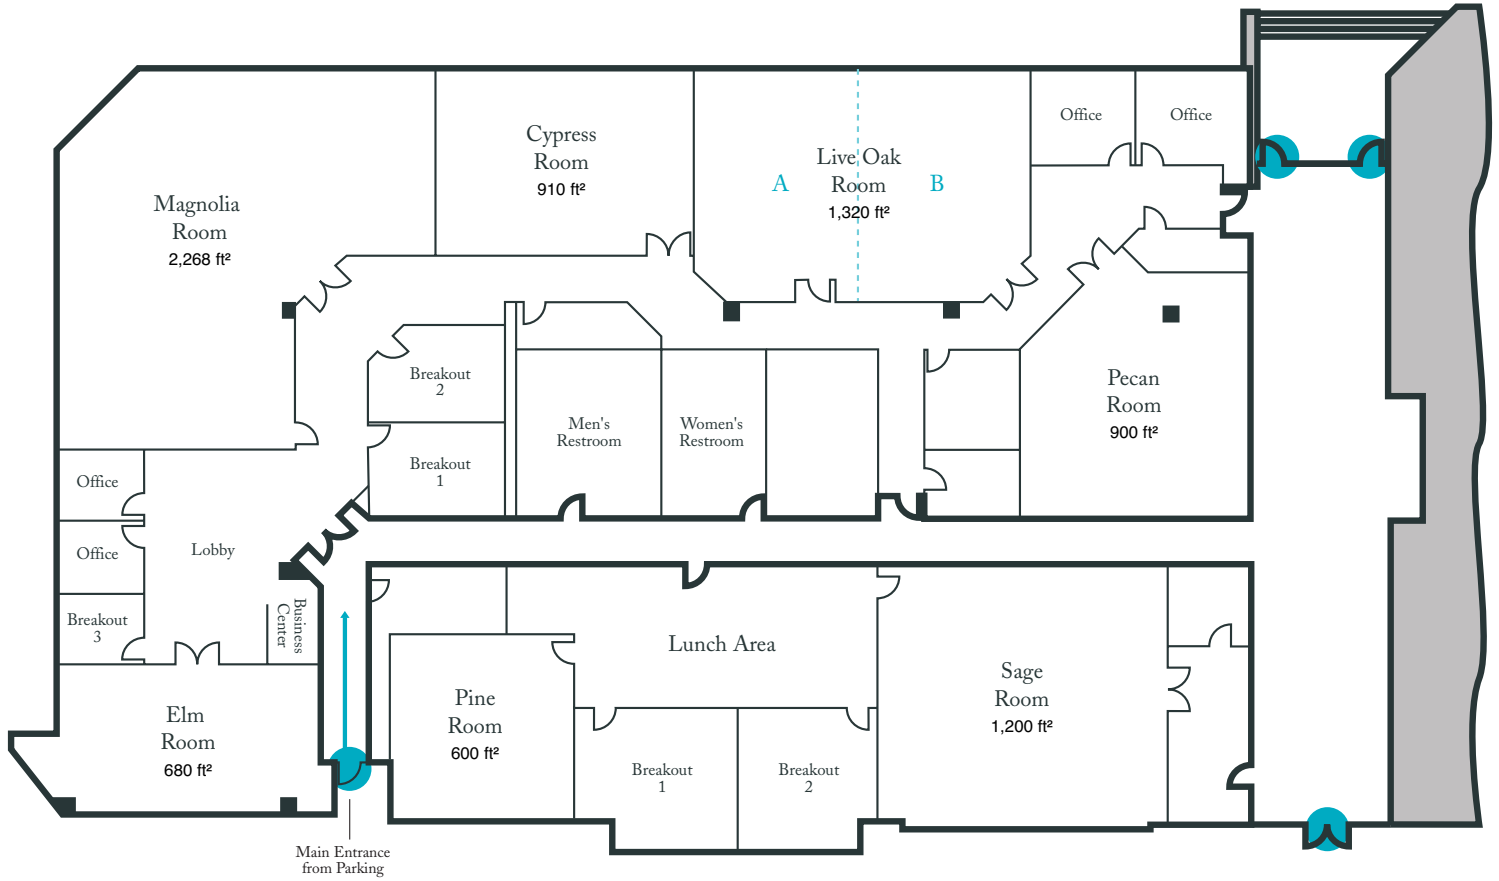 Magnolia
Room
2,268 ft²
Cypress
Room
910 ft²
A
Live Oak
Room
1,320 ft²
B
Office
Office
Breakout
2
Breakout
1
Men's
Restroom
Women's
Restroom
Pecan
Room
900 ft²
Office
Office
Breakout
3
Lobby
Business
Center
Elm
Room
680 ft²
Main Entrance
from Parking
Pine
Room
600 ft²
Lunch Area
Breakout
1
Breakout
2
Sage
Room
1,200 ft²